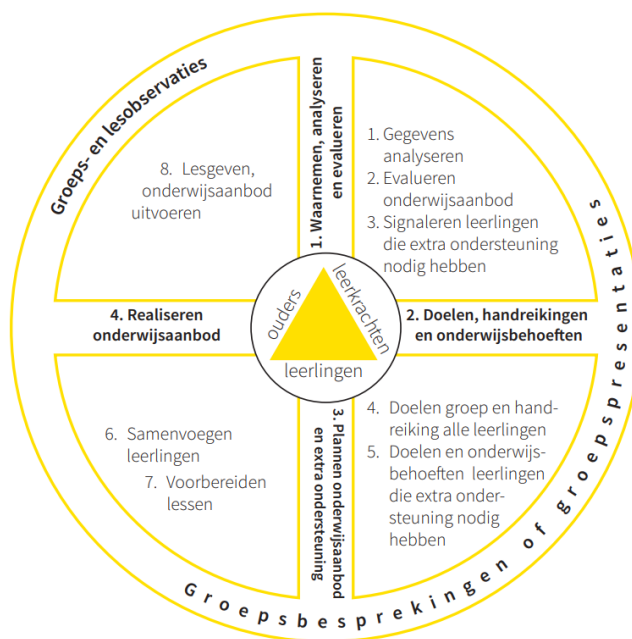 Groeps- en lesobservaties
1. Waarnemen, analyseren
en evalueren
1. Gegevens
analyseren
2. Evalueren
onderwijsaanbod
3. Signaleren leerlingen
die extra ondersteuning
nodig hebben
8. Lesgeven,
onderwijsaanbod
uitvoeren
4. Realiseren
onderwijsaanbod
ouders
leerkrachten
leerlingen
2. Doelen, handreikingen
en onderwijsbehoeften
4. Doelen groep en hand-
reiking alle leerlingen
5. Doelen en onderwijs-
behoeften leerlingen
die extra onder-
steuning nodig
hebben
3. Plannen onderwijsaanbod
en extra ondersteuning
6. Samenvoegen
leerlingen
7. Voorbereiden
lessen
Groepsbesprekingen of groepspresentaties